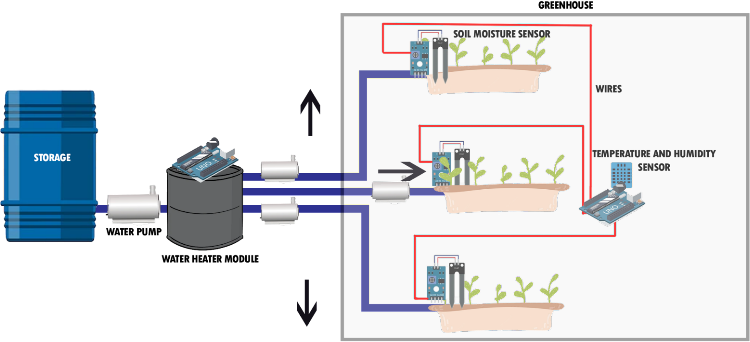 GREENHOUSE
SOIL MOISTURE SENSOR
WIRES
STORAGE
TEMPERATURE AND HUMIDITY
SENSOR
WATER PUMP
WATER HEATER MODULE